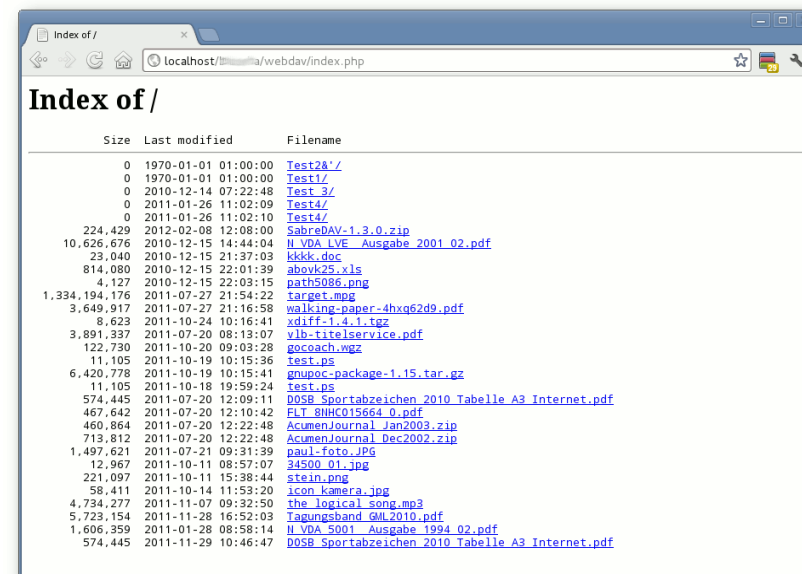 Index of /
localhost/ /webdav/index.php
29
Index of /
Size Last modified Filename
0 1970-01-01 01:00:00 Test2&'/
0 1970-01-01 01:00:00 Test1/
0 2010-12-14 07:22:48 Test 3/
0 2011-01-26 11:02:09 Test4/
0 2011-01-26 11:02:10 Test4/
224,429 2012-02-08 12:08:00 SabreDAV-1.3.0.zip
10,626,676 2010-12-15 14:44:04 N VDA LVE  Ausgabe 2001 02.pdf
23,040 2010-12-15 21:37:03 kkkk.doc
814,080 2010-12-15 22:01:39 abovk25.xls
4,127 2010-12-15 22:03:15 path5086.png
1,334,194,176 2011-07-27 21:54:22 target.mpg
3,649,917 2011-07-27 21:16:58 walking-paper-4hxq62d9.pdf
8,623 2011-10-24 10:16:41 xdiff-1.4.1.tgz
3,891,337 2011-07-20 08:13:07 vlb-titelservice.pdf
122,730 2011-10-20 09:03:28 gocoach.wgz
11,105 2011-10-19 10:15:36 test.ps
6,420,778 2011-10-19 10:15:41 gnupoc-package-1.15.tar.gz
11,105 2011-10-18 19:59:24 test.ps
574,445 2011-07-20 12:09:11 DOSB Sportabzeichen 2010 Tabelle A3 Internet.pdf
467,642 2011-07-20 12:10:42 FLT 8NHC015664 0.pdf
460,864 2011-07-20 12:22:48 AcumenJournal Jan2003.zip
713,812 2011-07-20 12:22:48 AcumenJournal Dec2002.zip
1,497,621 2011-07-21 09:31:39 paul-foto.JPG
12,967 2011-10-11 08:57:07 34500 01.jpg
221,097 2011-10-11 15:38:44 stein.png
58,411 2011-10-14 11:53:20 icon kamera.jpg
4,734,277 2011-11-07 09:32:50 the logical song.mp3
5,723,154 2011-11-28 16:52:03 Tagungsband GML2010.pdf
1,606,359 2011-01-28 08:58:14 N VDA 5001  Ausgabe 1994 02.pdf
574,445 2011-11-29 10:46:47 DOSB Sportabzeichen 2010 Tabelle A3 Internet.pdf